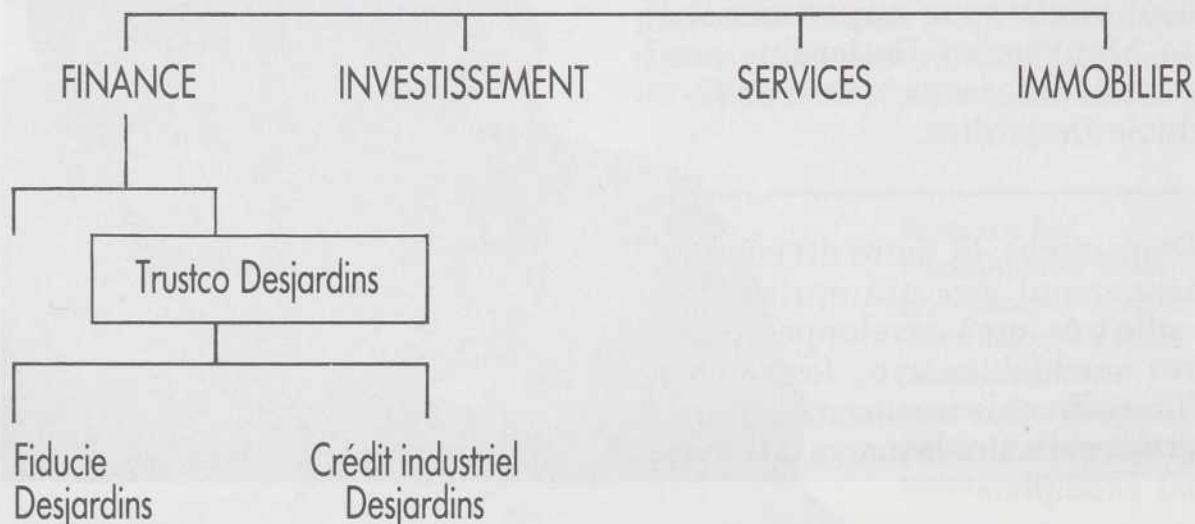 FINANCE INVESTISSEMENT SERVICES IMMOBILIER
Trustco Desjardins
Fiducie
Desjardins
Crédit industriel
Desjardins